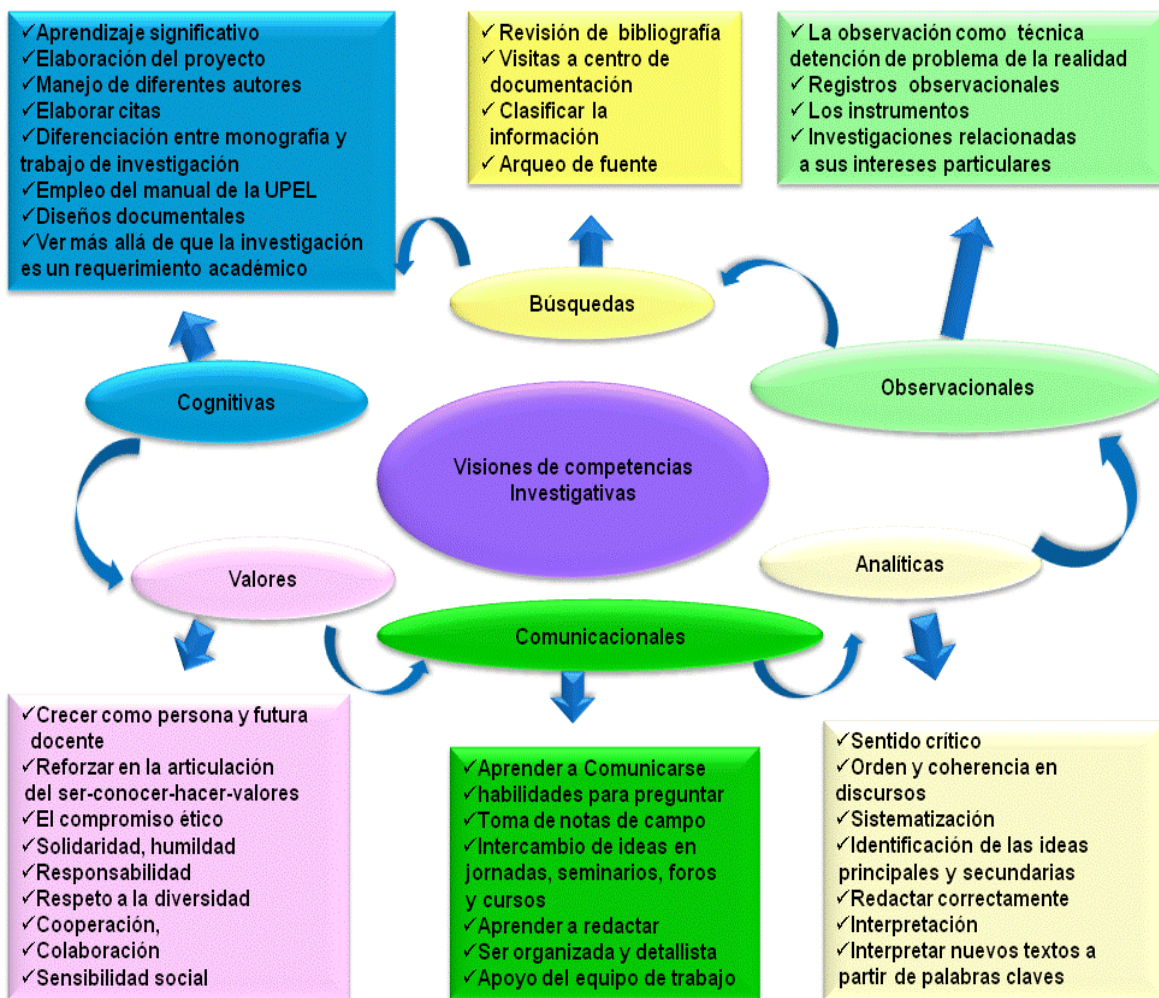 ✓Aprendizaje significativo
✓Elaboración del proyecto
✓Manejo de diferentes autores
✓Elaborar citas
✓Diferenciación entre monografía y
trabajo de investigación
✓Empleo del manual de la UPEL
✓Diseños documentales
✓Ver más allá de que la investigación
es un requerimiento académico
✓ Revisión de bibliografía
✓ Visitas a centro de
documentación
✓ Clasificar la
información
✓ Arqueo de fuente
✓ La observación como técnica
detención de problema de la realidad
✓ Registros observacionales
✓ Los instrumentos
✓ Investigaciones relacionadas
a sus intereses particulares
Búsquedas
Cognitivas
Observacionales
Visiones de competencias
Investigativas
Valores
Analíticas
Comunicacionales
✓Crecer como persona y futura
docente
✓Reforzar en la articulación
del ser-conocer-hacer-valores
✓El compromiso ético
✓Solidaridad, humildad
✓Responsabilidad
✓Respeto a la diversidad
✓Cooperación,
✓Colaboración
✓Sensibilidad social
✓Aprender a Comunicarse
✓habilidades para preguntar
✓Toma de notas de campo
✓Intercambio de ideas en
jornadas, seminarios, foros
y cursos
✓Aprender a redactar
✓Ser organizada y detallista
✓Apoyo del equipo de trabajo
✓Sentido crítico
✓Orden y coherencia en
discursos
✓Sistematización
✓Identificación de las ideas
principales y secundarias
✓Redactar correctamente
✓Interpretación
✓Interpretar nuevos textos a
partir de palabras claves